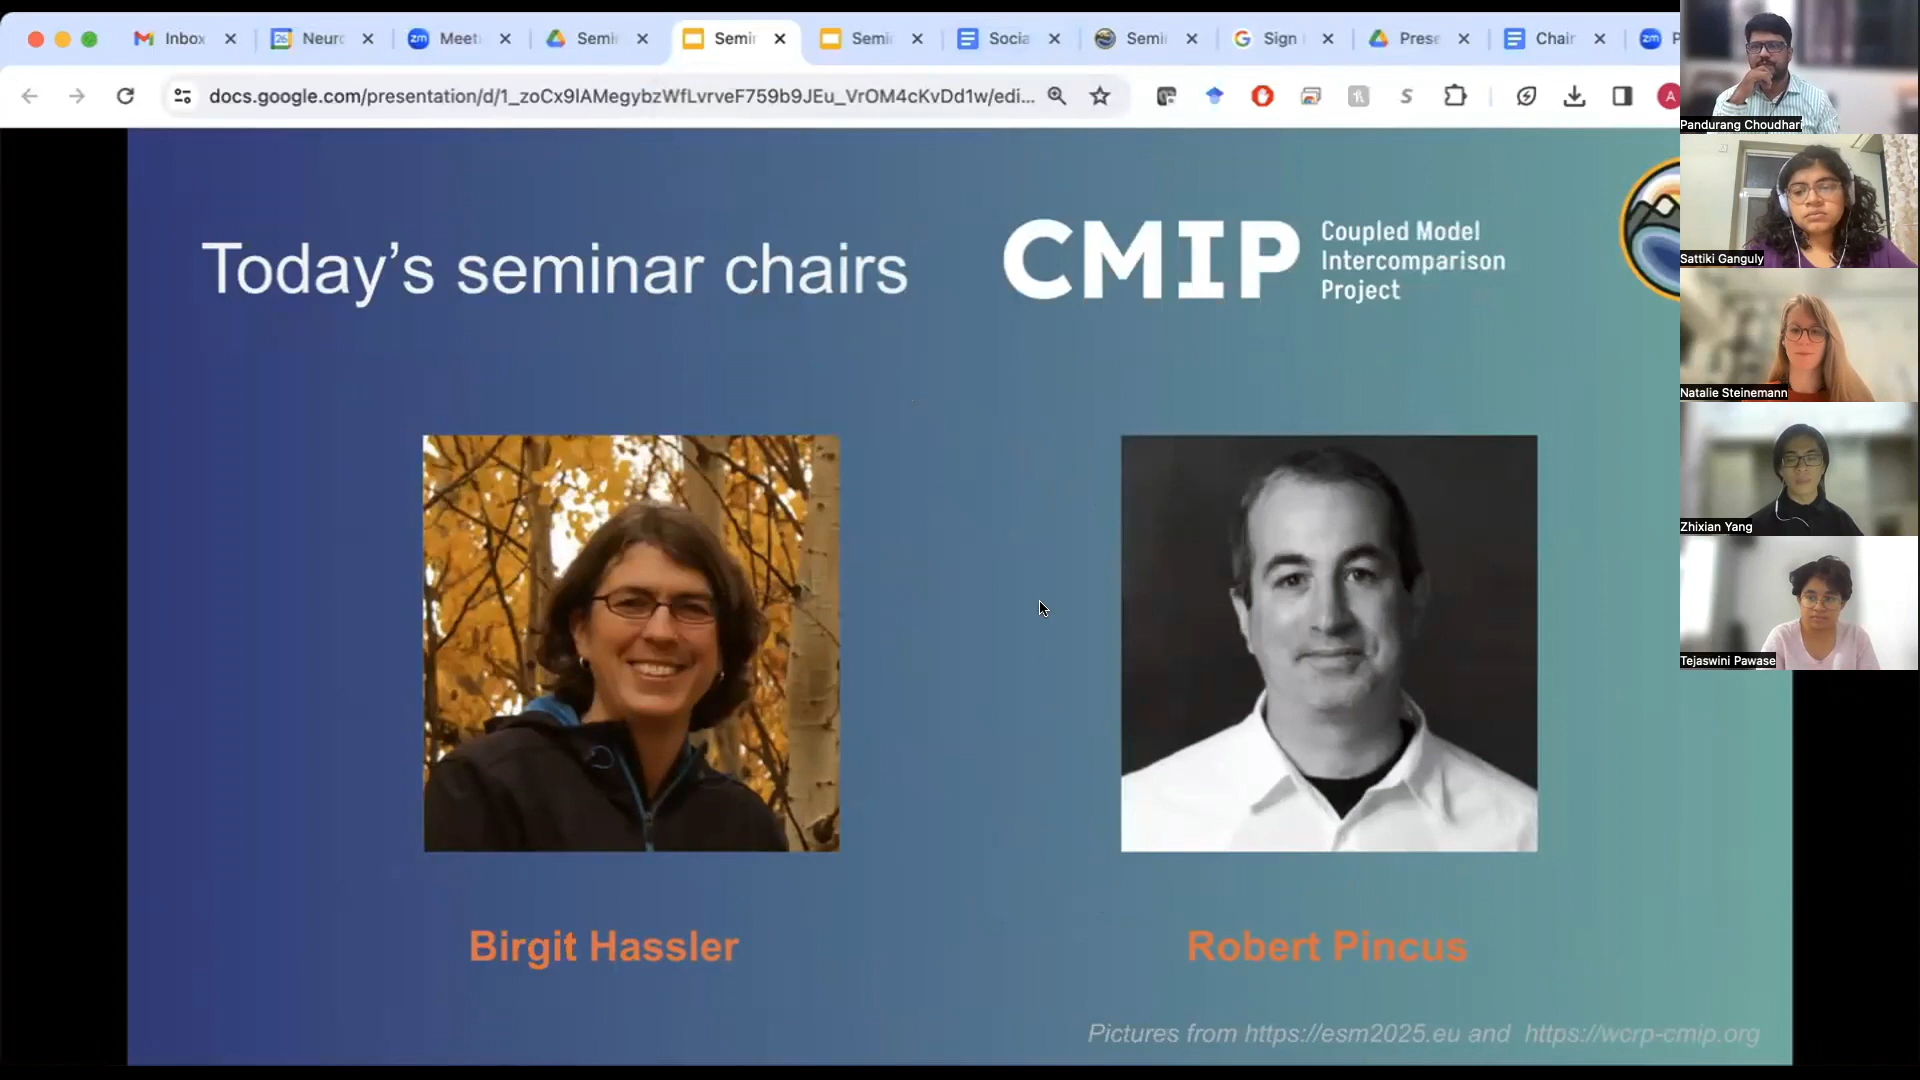 Inbox
Neuro
Meet
Semi
Semi
Semi
Socia
Semi
Sign
Prese
Chair
docs.google.com/presentation/d/1_zoCx9lAMegybzWfLvrveF759b9JEu_VrOM4cKvDd1w/edi...
Today's seminar chairs
CMIP
Coupled Model
Intercomparison
Project
Birgit Hassler
Robert Pincus
Pictures from https://esm2025.eu and https://wcrp-cmip.org
Pandurang Choudhari
Sattiki Ganguly
Natalie Steinemann
Zhixian Yang
Tejaswini Pawase